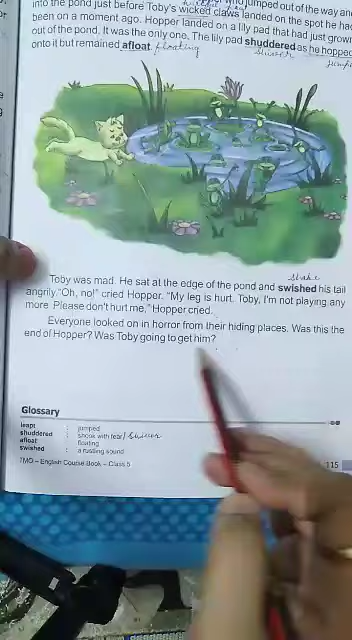 into the pond just before Toby's wicked claws landed on the spot he had
been on a moment ago. Hopper landed on a lily pad that had just grown
out of the pond. It was the only one. The lily pad shuddered as he hopped
onto it but remained afloat. floating shiver
jump
Toby was mad. He sat at the edge of the pond and swished his tail
angrily. "Oh, no!" cried Hopper. "My leg is hurt. Toby, I'm not playing any
more. Please don't hurt me," Hopper cried.
Everyone looked on in horror from their hiding places. Was this the
end of Hopper? Was Toby going to get him?
Glossary
leapt : jumped
shuddered : shook with fear/ shiver
afloat : floating
swished : a rustling sound
TMO – English Course Book – Class 5
115